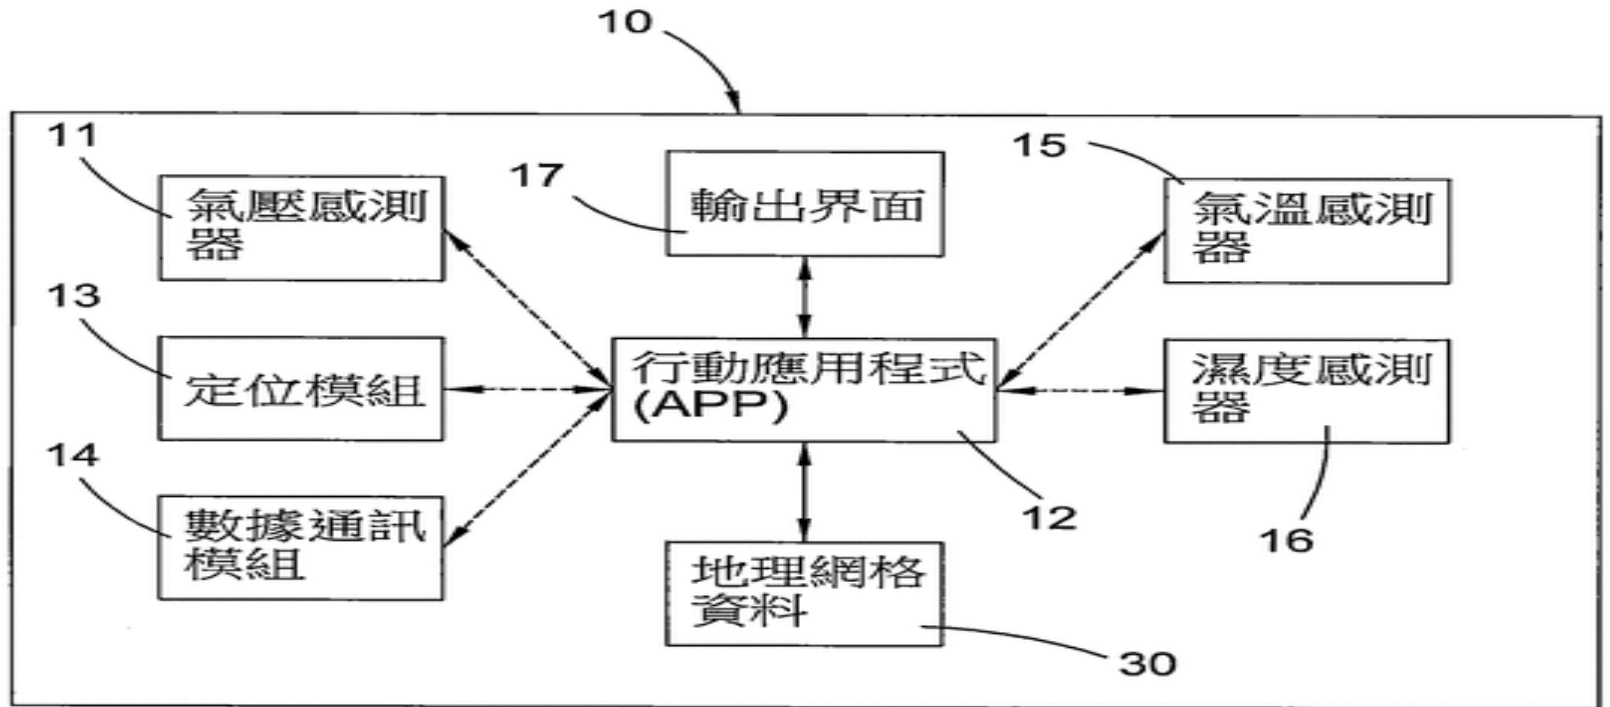 10
11
氣壓感測
器
17
輸出界面
15
氣溫感測
器
13
定位模組
行動應用程式
(APP)
12
濕度感測
器
16
14
數據通訊
模組
地理網格
資料
30